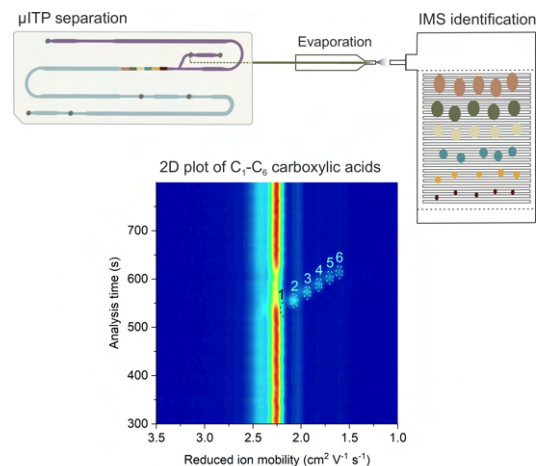 µITP separation
IMS identification
Evaporation
2D plot of C₁-C₆ carboxylic acids
Analysis time (s)
800
700
600
500
400
300
1 2 3 4 5 6
3.5 3.0 2.5 2.0 1.5 1.0
Reduced ion mobility (cm² V⁻¹ s⁻¹)